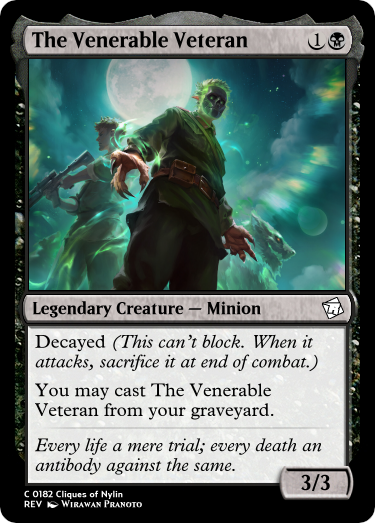 The Venerable Veteran 1
Legendary Creature — Minion
Decayed (This can't block. When it
attacks, sacrifice it at end of combat.)
You may cast The Venerable
Veteran from your graveyard.
Every life a mere trial; every death an
antibody against the same.
3/3
C 0182 Cliques of Nylin
REV Wirawan Pranoto